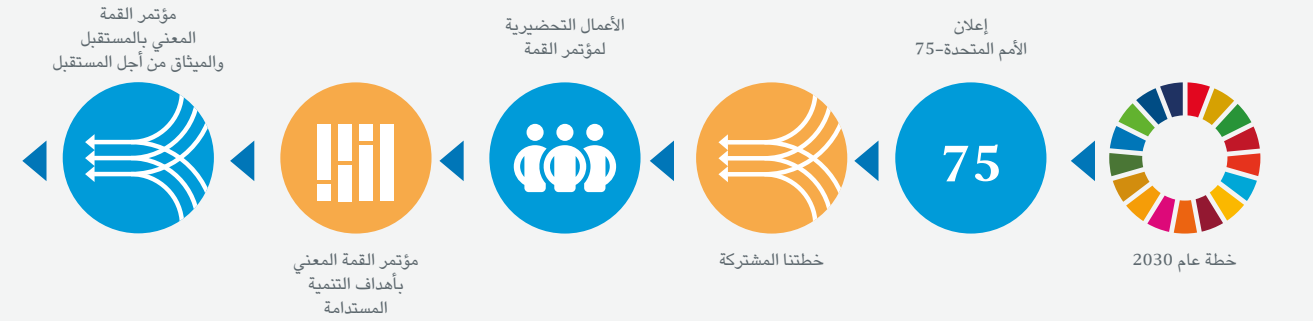 خطة عام 2030
إعلان
الأمم المتحدة-75
75
خطتنا المشتركة
الأعمال التحضيرية
لمؤتمر القمة
مؤتمر القمة المعني
بأهداف التنمية
المستدامة
مؤتمر القمة
المعني بالمستقبل
والميثاق من أجل المستقبل